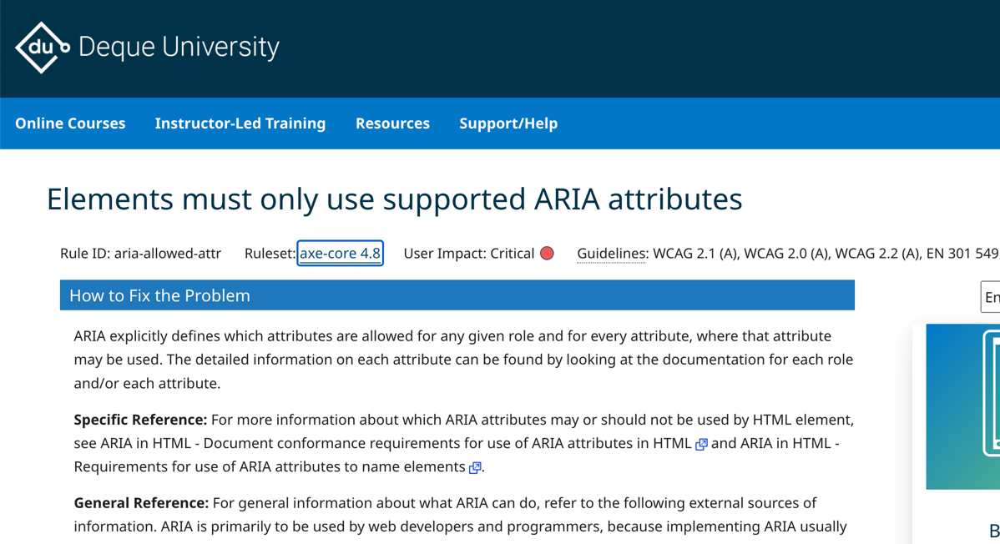 du Deque University
Online Courses Instructor-Led Training Resources Support/Help
Elements must only use supported ARIA attributes
Rule ID: aria-allowed-attr Ruleset: axe-core 4.8 User Impact: Critical Guidelines: WCAG 2.1 (A), WCAG 2.0 (A), WCAG 2.2 (A), EN 301 549
How to Fix the Problem
En
ARIA explicitly defines which attributes are allowed for any given role and for every attribute, where that attribute
may be used. The detailed information on each attribute can be found by looking at the documentation for each role
and/or each attribute.
Specific Reference: For more information about which ARIA attributes may or should not be used by HTML element,
see ARIA in HTML - Document conformance requirements for use of ARIA attributes in HTML and ARIA in HTML -
Requirements for use of ARIA attributes to name elements .
General Reference: For general information about what ARIA can do, refer to the following external sources of
information. ARIA is primarily to be used by web developers and programmers, because implementing ARIA usually
B